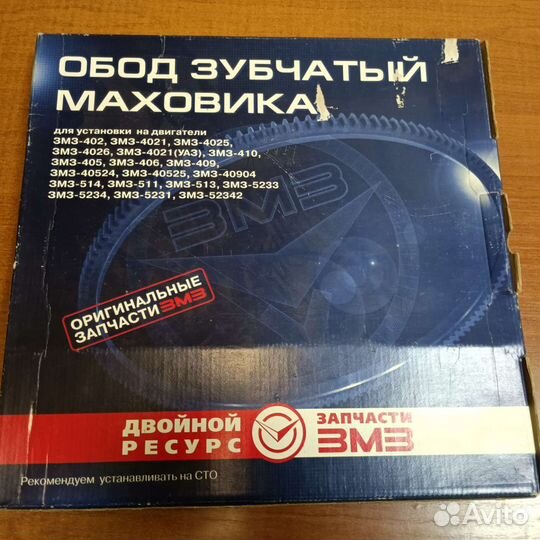 ОБОД ЗУБЧАТЫЙ
МАХОВИКА
для установки на двигатели
ЗМЗ-402, ЗМЗ-4021, ЗМЗ-4025,
ЗМЗ-4026, ЗМЗ-4021(УАЗ), ЗМЗ-410,
ЗМЗ-405, ЗМЗ-406, ЗМЗ-409,
ЗМЗ-40524, ЗМЗ-40525, ЗМЗ-40904
ЗМЗ-514, ЗМЗ-511, ЗМЗ-513, ЗМЗ-5233
ЗМЗ-5234, ЗМЗ-5231, ЗМЗ-52342
ЗМЗ
ОРИГИНАЛЬНЫЕ
ЗАПЧАСТИ ЗМЗ
ДВОЙНОЙ
РЕСУРС
ЗАПЧАСТИ
ЗМЗ
Рекомендуем устанавливать на СТО
Avito